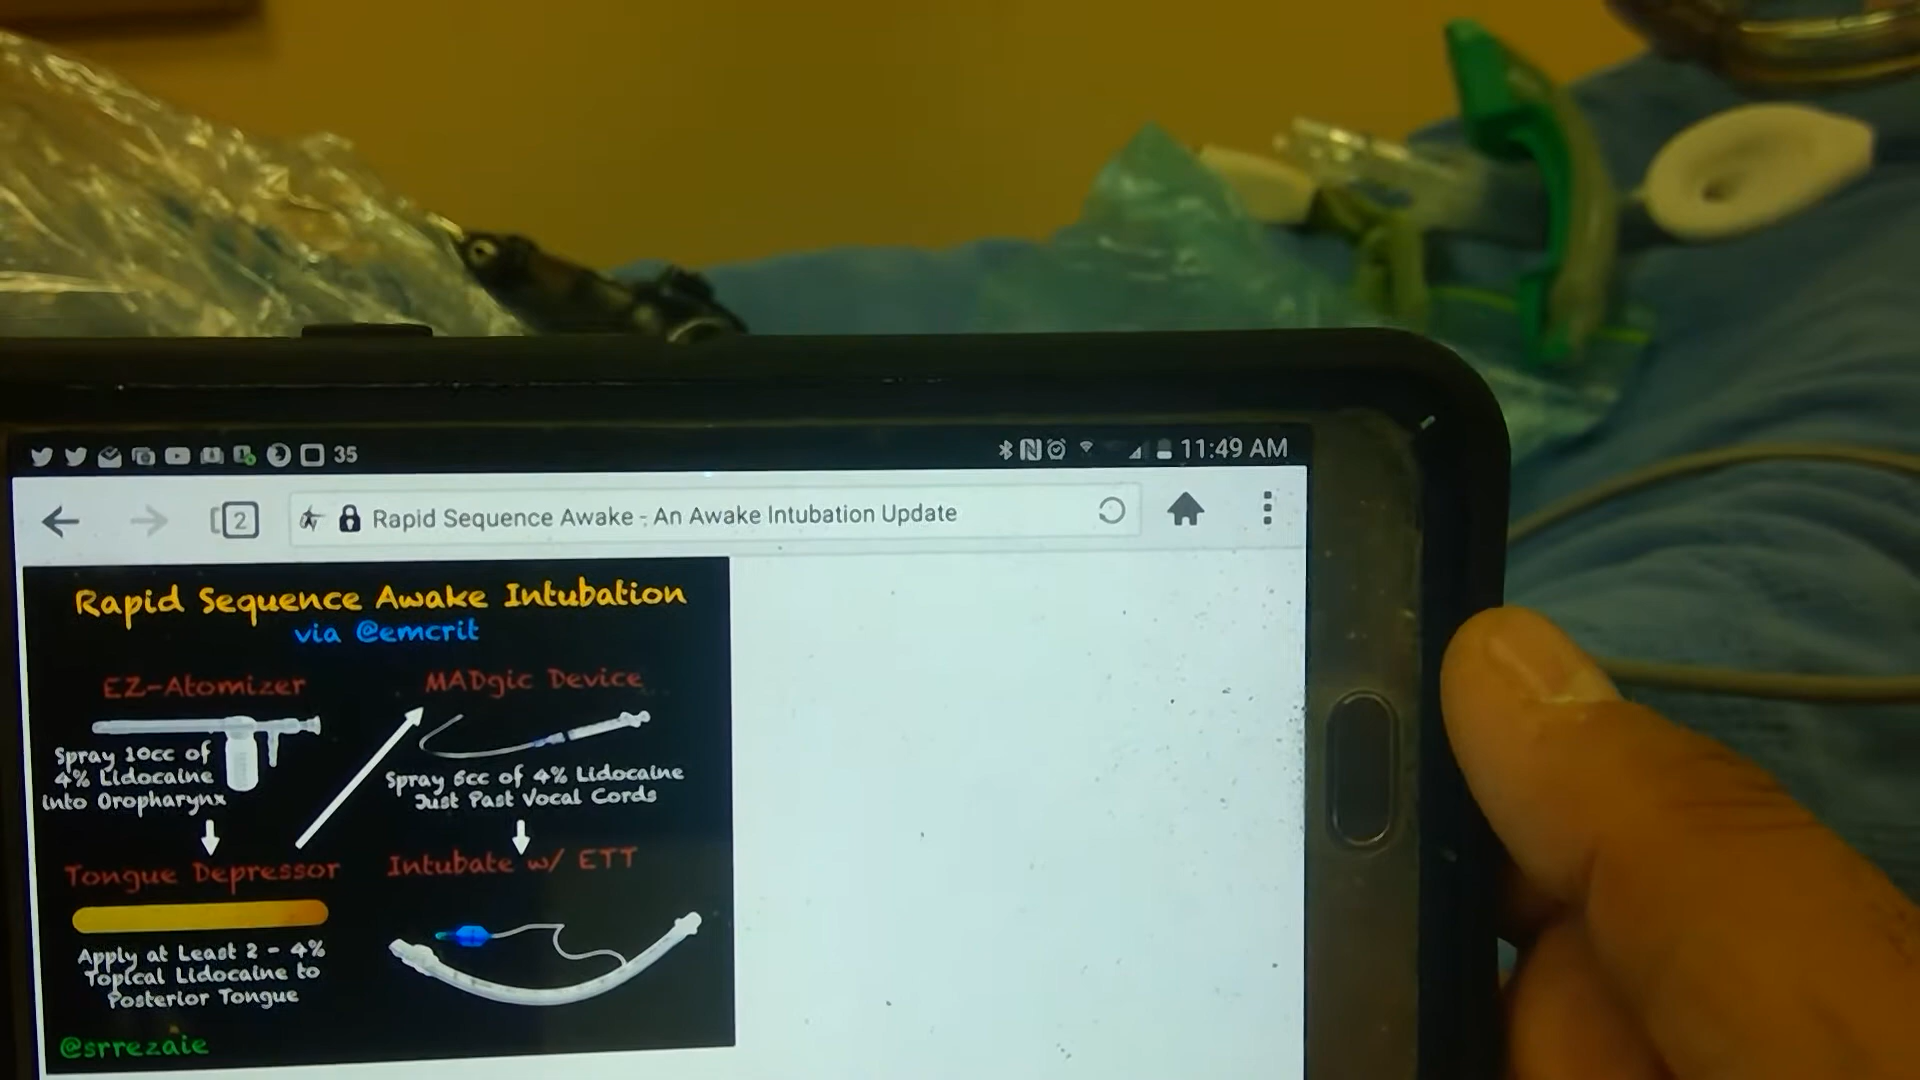 35
11:49 AM
2
Rapid Sequence Awake - An Awake Intubation Update
Rapid Sequence Awake Intubation
via @emcrit
EZ-Atomizer
Spray 10cc of
4% Lidocaine
into Oropharynx
Tongue Depressor
Apply at Least 2 - 4%
Topical Lidocaine to
Posterior Tongue
MADgic Device
Spray 6cc of 4% Lidocaine
Just Past Vocal Cords
Intubate w/ ETT
@srrezaie